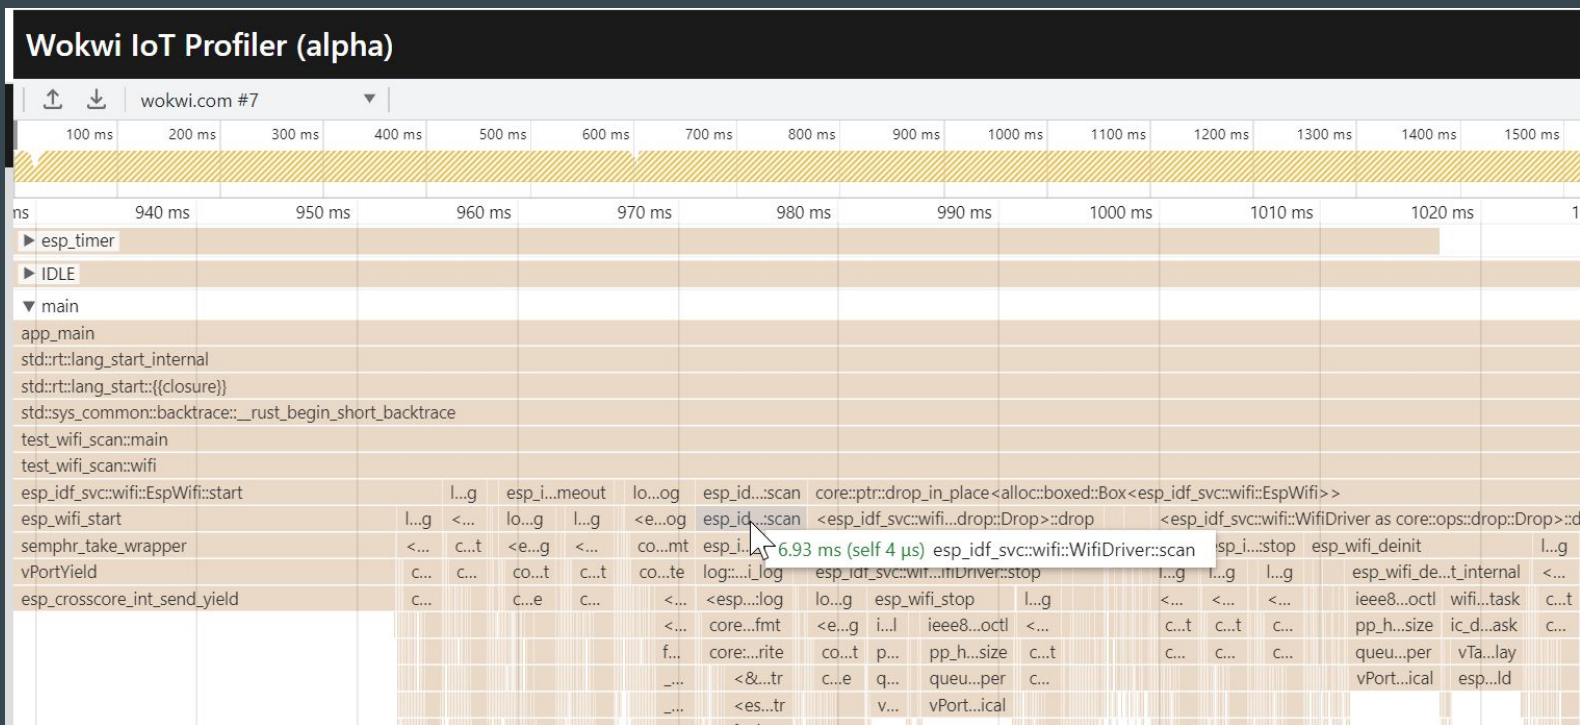 Wokwi IoT Profiler (alpha)
wokwi.com #7
100 ms 200 ms 300 ms 400 ms 500 ms 600 ms 700 ms 800 ms 900 ms 1000 ms 1100 ms 1200 ms 1300 ms 1400 ms 1500 ms
ns 940 ms 950 ms 960 ms 970 ms 980 ms 990 ms 1000 ms 1010 ms 1020 ms 1
esp_timer
IDLE
main
app_main
std::rt::lang_start_internal
std::rt::lang_start::{{closure}}
std::sys_common::backtrace::__rust_begin_short_backtrace
test_wifi_scan::main
test_wifi_scan::wifi
esp_idf_svc::wifi::EspWifi::start l...g esp_i...meout lo...og esp_id...:scan core::ptr::drop_in_place<alloc::boxed::Box<esp_idf_svc::wifi::EspWifi>>
esp_wifi_start l...g <... lo...g l...g <e...og esp_id...:scan <esp_idf_svc::wifi...drop::Drop>::drop <esp_idf_svc::wifi::WifiDriver as core::ops::drop::Drop>::d
semphr_take_wrapper <... c...t <e...g <... co...mt esp_i... 6.93 ms (self 4 µs) esp_idf_svc::wifi::WifiDriver::scan sp_i...:stop esp_wifi_deinit l...g
vPortYield c... c... co...t c...t co...te log::...i_log esp_idf_svc::wif...ifiDriver::stop l...g l...g l...g esp_wifi_de...t_internal <...
esp_crosscore_int_send_yield c... c...e c... <... <esp...:log lo...g esp_wifi_stop l...g <... <... <... ieee8...octl wifi...task c...t
<... core...fmt <e...g i...l ieee8...octl <... c...t c...t c... pp_h...size ic_d...ask c...
f... core:...rite co...t p... pp_h...size c...t c... c... c... queu...per vTa...lay
_... <&...tr c...e q... queu...per c... vPort...ical esp...ld
_... <es...tr v... vPort...ical